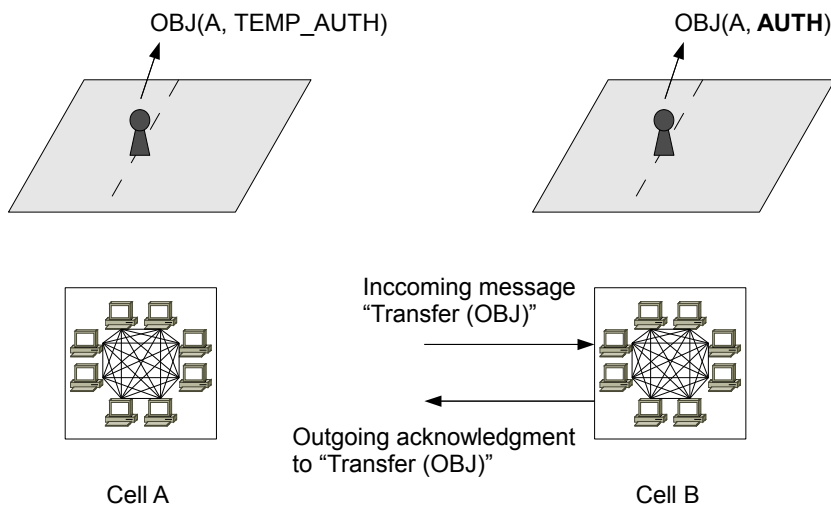 OBJ(A, TEMP_AUTH)
OBJ(A, AUTH)
Inccoming message
“Transfer (OBJ)”
Outgoing acknowledgment
to “Transfer (OBJ)”
Cell A
Cell B